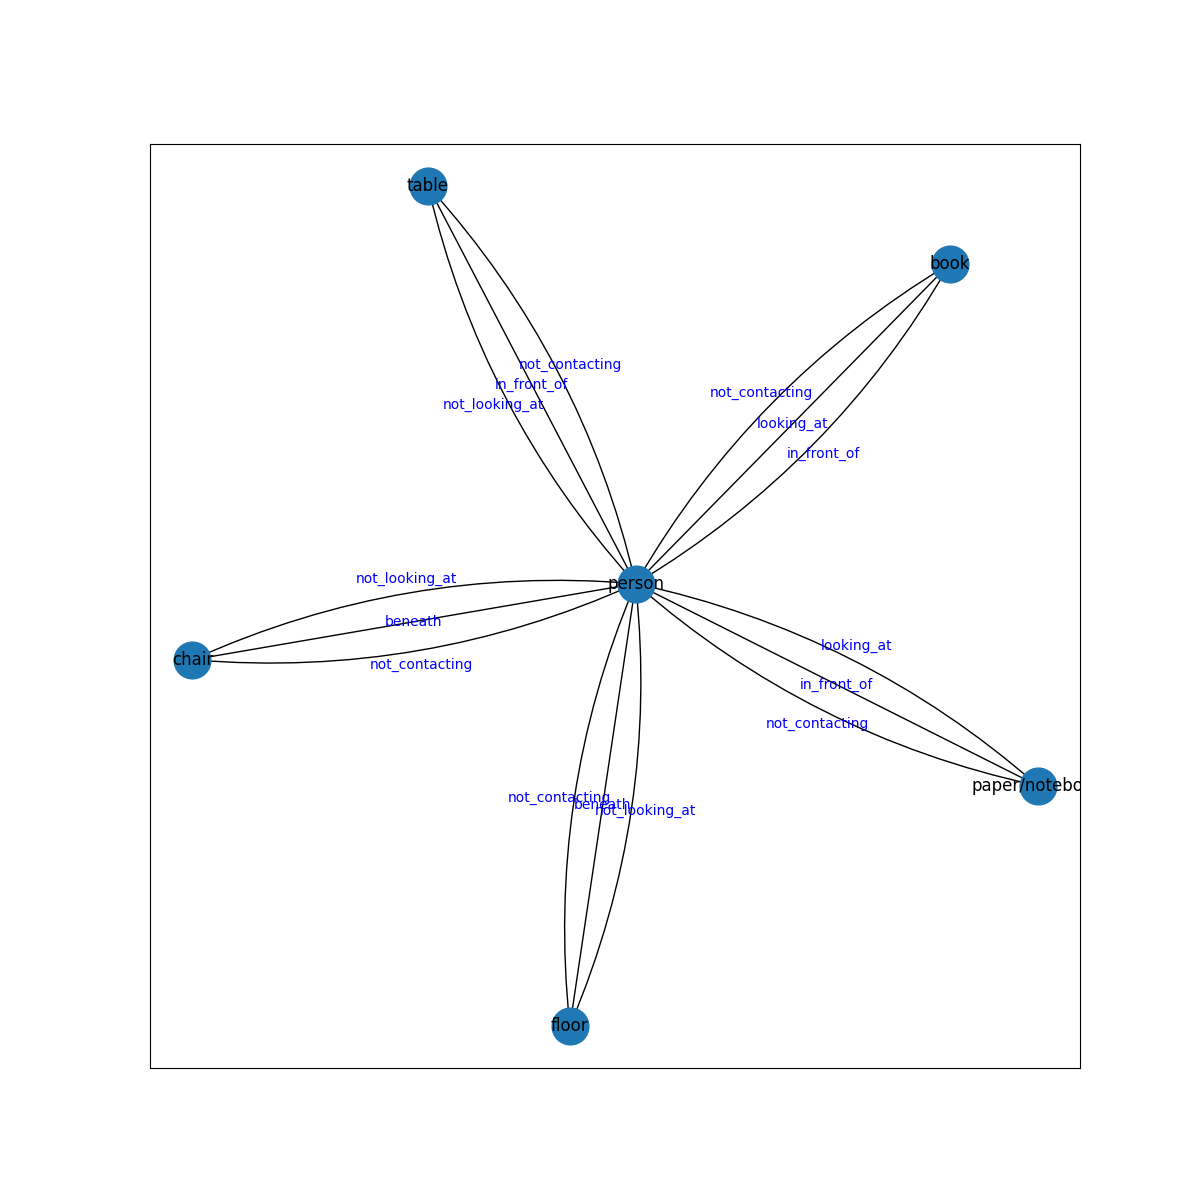 table
book
not_contacting
in_front_of
not_looking_at
not_contacting
looking_at
in_front_of
not_looking_at
person
beneath
chair
not_contacting
looking_at
in_front_of
not_contacting
paper/notebo
not_contacting
beneath
not_looking_at
floor